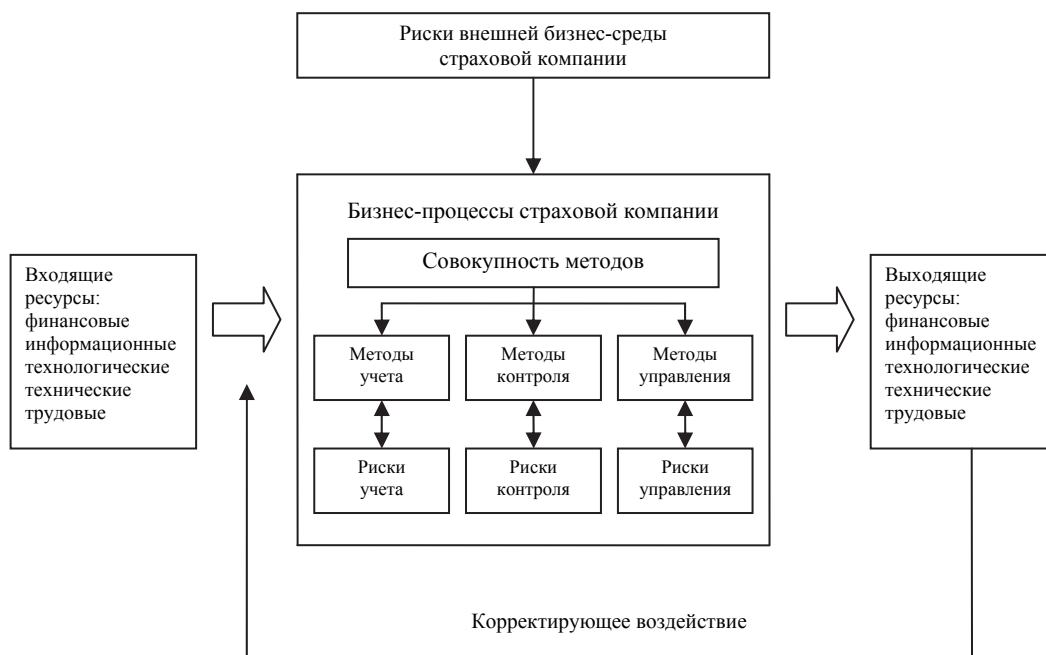 Риски внешней бизнес-среды
страховой компании
Бизнес-процессы страховой компании
Совокупность методов
Входящие
ресурсы:
финансовые
информационные
технологические
технические
трудовые
Методы
учета
Методы
контроля
Методы
управления
Риски
учета
Риски
контроля
Риски
управления
Выходящие
ресурсы:
финансовые
информационные
технологические
технические
трудовые
Корректирующее воздействие